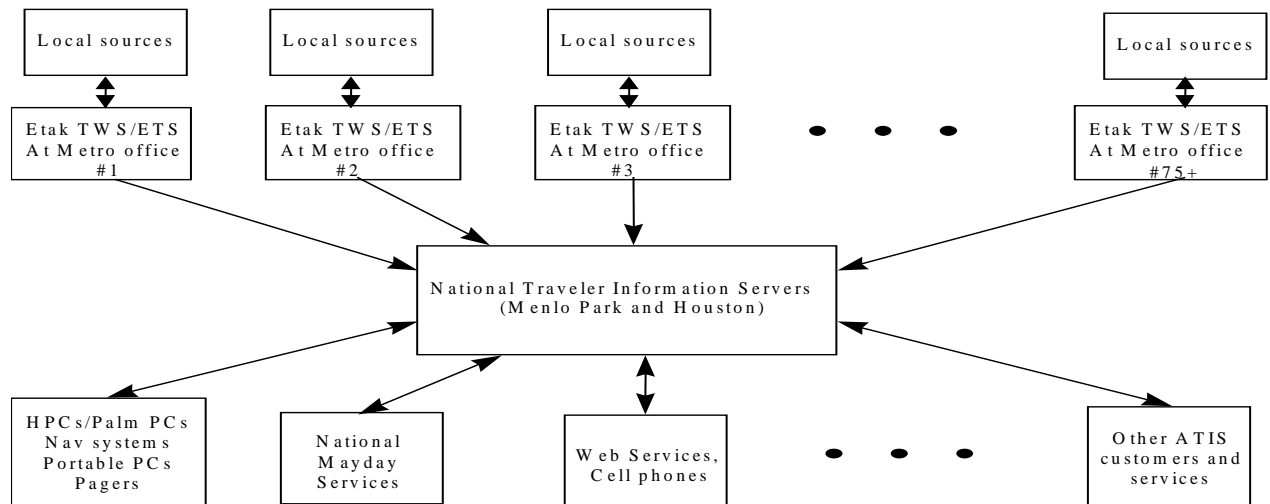 Local sources
Local sources
Local sources
Local sources
Etak TWS/ETS
At Metro office
#1
Etak TWS/ETS
At Metro office
#2
Etak TWS/ETS
At Metro office
#3
Etak TWS/ETS
At Metro office
#75+
National Traveler Information Servers
(Menlo Park and Houston)
HPCs/Palm PCs
Nav systems
Portable PCs
Pagers
National
Mayday
Services
Web Services,
Cell phones
Other ATIS
customers and
services